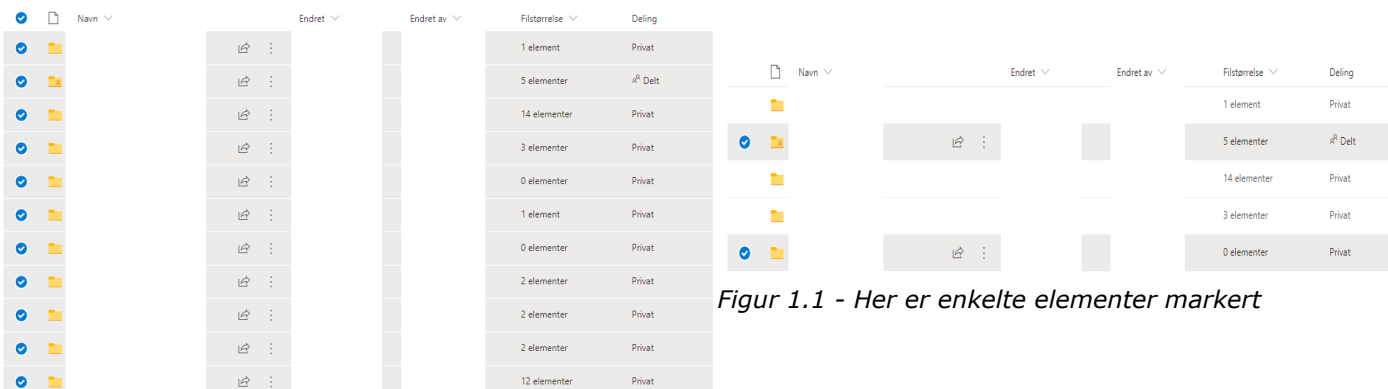 Navn Endret Endret av Filstørrelse Deling
1 element Privat
5 elementer Delt
14 elementer Privat
3 elementer Privat
0 elementer Privat
1 element Privat
0 elementer Privat
2 elementer Privat
2 elementer Privat
2 elementer Privat
12 elementer Privat
Navn Endret Endret av Filstørrelse Deling
1 element Privat
5 elementer Delt
14 elementer Privat
3 elementer Privat
0 elementer Privat
Figur 1.1 - Her er enkelte elementer markert